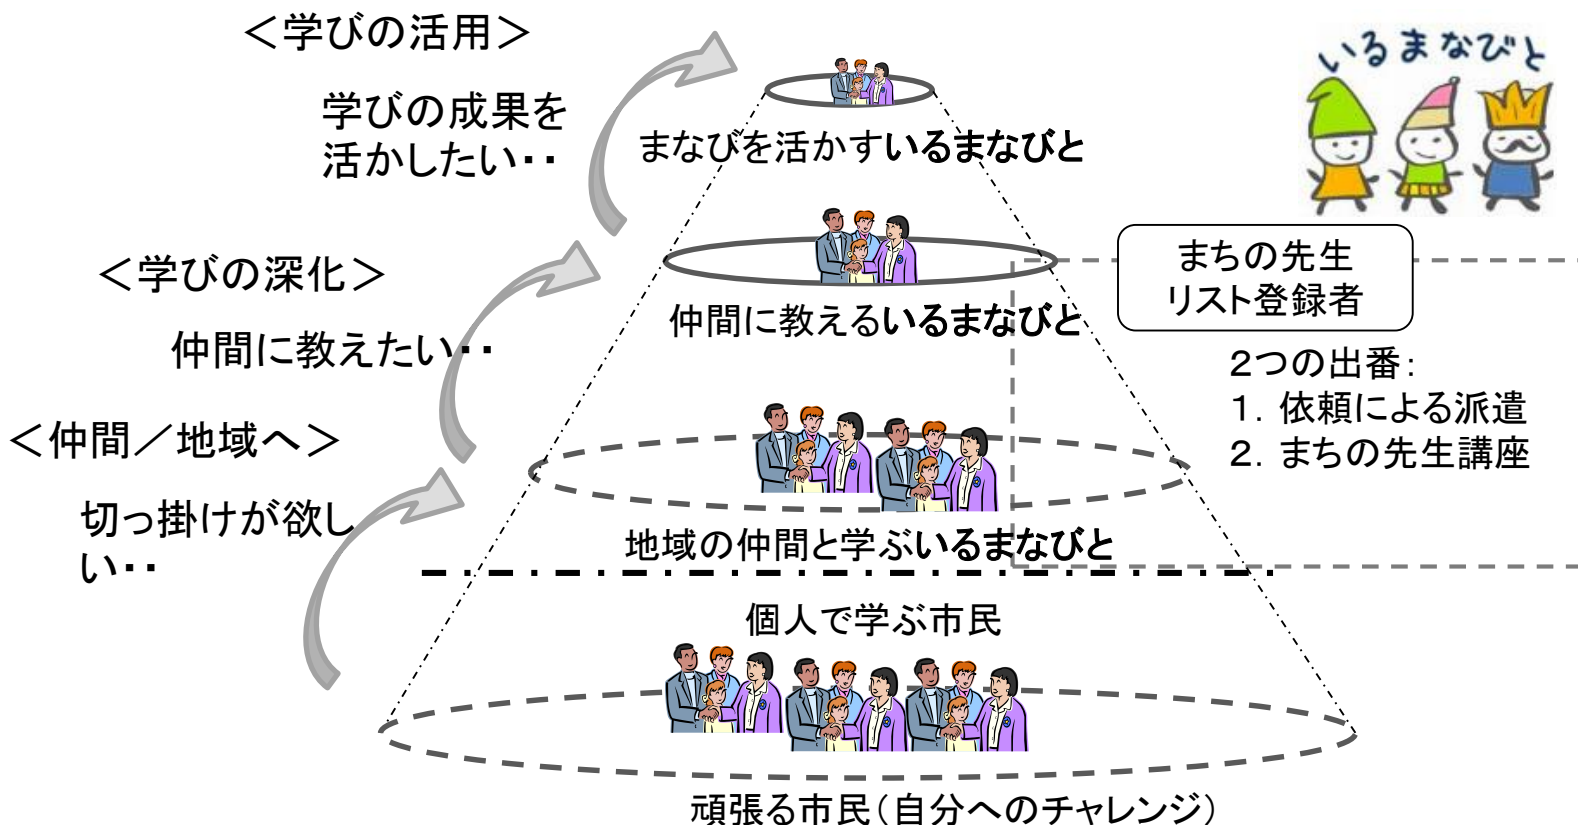 ＜学びの活用＞
学びの成果を
活かしたい・・
いるまなびと
まなびを活かすいるまなびと
＜学びの深化＞
仲間に教えたい・・
仲間に教えるいるまなびと
まちの先生
リスト登録者
２つの出番：
１．依頼による派遣
２．まちの先生講座
＜仲間／地域へ＞
切っ掛けが欲し
い・・
地域の仲間と学ぶいるまなびと
個人で学ぶ市民
頑張る市民（自分へのチャレンジ）